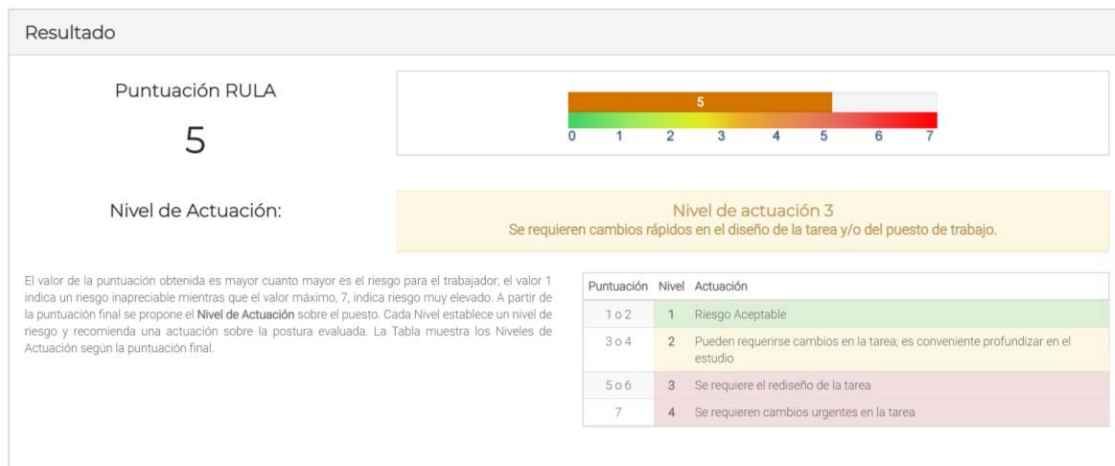 Resultado
Puntuación RULA
5
5
0 1 2 3 4 5 6 7
Nivel de Actuación:
Nivel de actuación 3
Se requieren cambios rápidos en el diseño de la tarea y/o del puesto de trabajo.
El valor de la puntuación obtenida es mayor cuanto mayor es el riesgo para el trabajador; el valor 1
indica un riesgo inapreciable mientras que el valor máximo, 7, indica riesgo muy elevado. A partir de
la puntuación final se propone el Nivel de Actuación sobre el puesto. Cada Nivel establece un nivel de
riesgo y recomienda una actuación sobre la postura evaluada. La Tabla muestra los Niveles de
Actuación según la puntuación final.
Puntuación Nivel Actuación
1 o 2 1 Riesgo Aceptable
3 o 4 2 Pueden requerirse cambios en la tarea; es conveniente profundizar en el
estudio
5 o 6 3 Se requiere el rediseño de la tarea
7 4 Se requieren cambios urgentes en la tarea